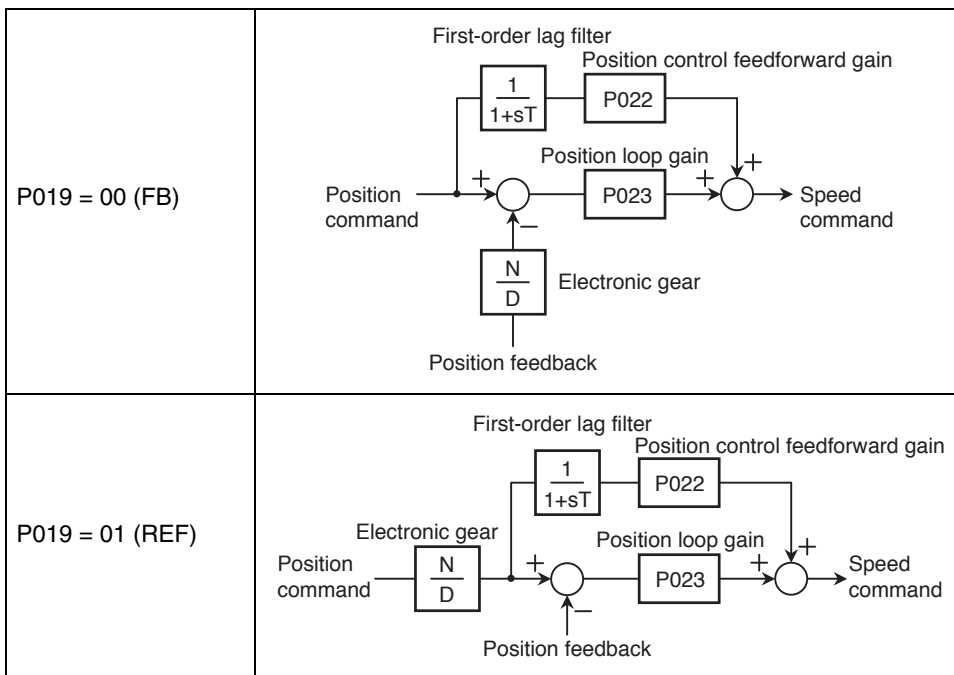 P019 = 00 (FB)
First-order lag filter
Position control feedforward gain
1
1+sT
P022
Position loop gain
+
Position
command
+
P023
+
Speed
command
−
N
D
Electronic gear
Position feedback
P019 = 01 (REF)
First-order lag filter
Position control feedforward gain
1
1+sT
P022
Electronic gear
Position loop gain
+
Position
command
N
D
+
P023
+
Speed
command
−
Position feedback